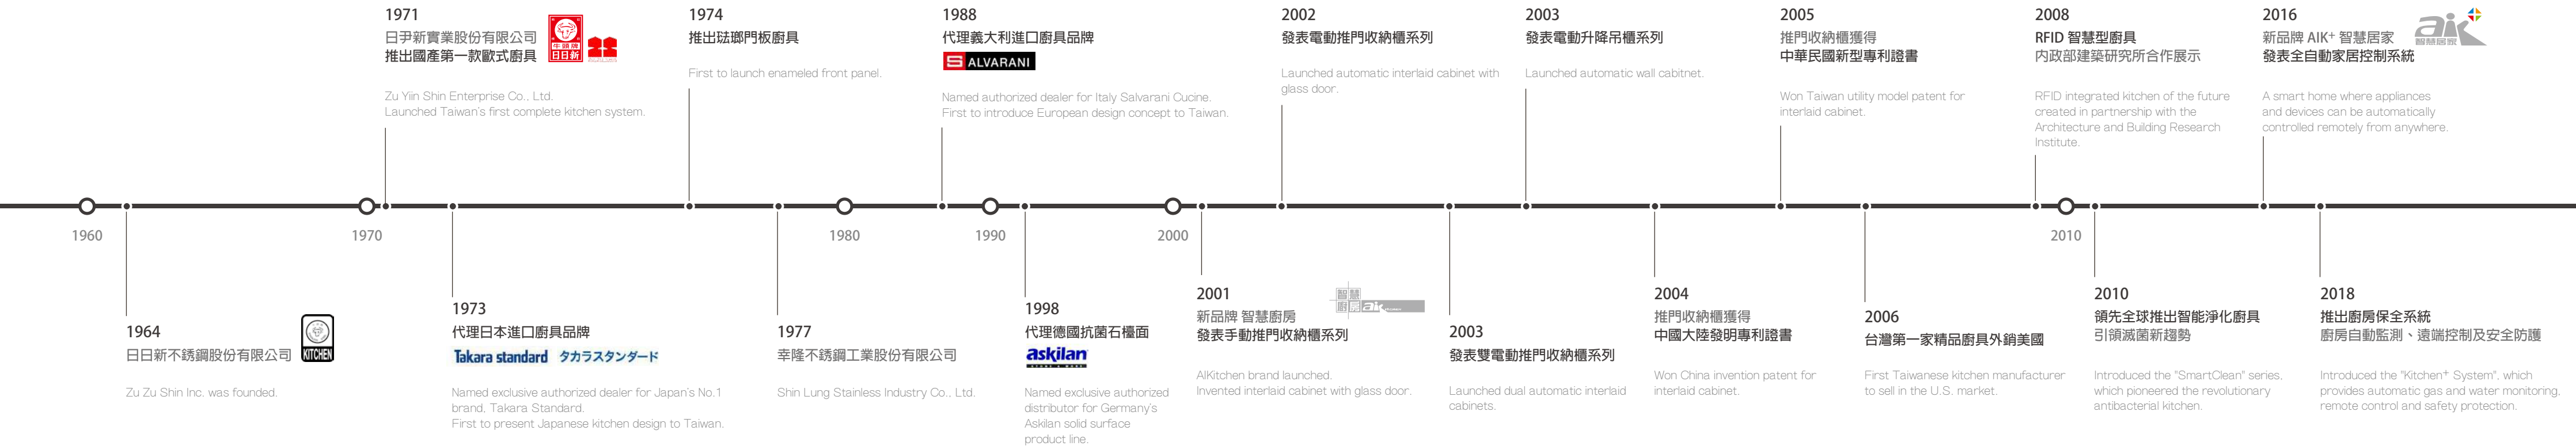 1971
日尹新實業股份有限公司
推出國產第一款歐式廚具
牛頭牌
日日新
Zu Yiin Shin Enterprise Co., Ltd.
Launched Taiwan's first complete kitchen system.
1974
推出琺瑯門板廚具
First to launch enameled front panel.
1988
代理義大利進口廚具品牌
SALVARANI
Named authorized dealer for Italy Salvarani Cucine.
First to introduce European design concept to Taiwan.
2002
發表電動推門收納櫃系列
Launched automatic interlaid cabinet with
glass door.
2003
發表電動升降吊櫃系列
Launched automatic wall cabitnet.
2005
推門收納櫃獲得
中華民國新型專利證書
Won Taiwan utility model patent for
interlaid cabinet.
2008
RFID 智慧型廚具
內政部建築研究所合作展示
RFID integrated kitchen of the future
created in partnership with the
Architecture and Building Research
Institute.
2016
新品牌 AIK⁺ 智慧居家
發表全自動家居控制系統
aik
智慧居家
A smart home where appliances
and devices can be automatically
controlled remotely from anywhere.
1960
1970
1980
1990
2000
2010
1964
日日新不銹鋼股份有限公司
KITCHEN
Zu Zu Shin Inc. was founded.
1973
代理日本進口廚具品牌
Takara standard タカラスタンダード
Named exclusive authorized dealer for Japan's No.1
brand, Takara Standard.
First to present Japanese kitchen design to Taiwan.
1977
幸隆不銹鋼工業股份有限公司
Shin Lung Stainless Industry Co., Ltd.
1998
代理德國抗菌石檯面
askilan
Named exclusive authorized
distributor for Germany's
Askilan solid surface
product line.
2001
新品牌 智慧廚房
發表手動推門收納櫃系列
智慧
廚房 aik
AIKitchen brand launched.
Invented interlaid cabinet with glass door.
2003
發表雙電動推門收納櫃系列
Launched dual automatic interlaid
cabinets.
2004
推門收納櫃獲得
中國大陸發明專利證書
Won China invention patent for
interlaid cabinet.
2006
台灣第一家精品廚具外銷美國
First Taiwanese kitchen manufacturer
to sell in the U.S. market.
2010
領先全球推出智能淨化廚具
引領滅菌新趨勢
Introduced the "SmartClean" series,
which pioneered the revolutionary
antibacterial kitchen.
2018
推出廚房保全系統
廚房自動監測、遠端控制及安全防護
Introduced the "Kitchen⁺ System", which
provides automatic gas and water monitoring,
remote control and safety protection.